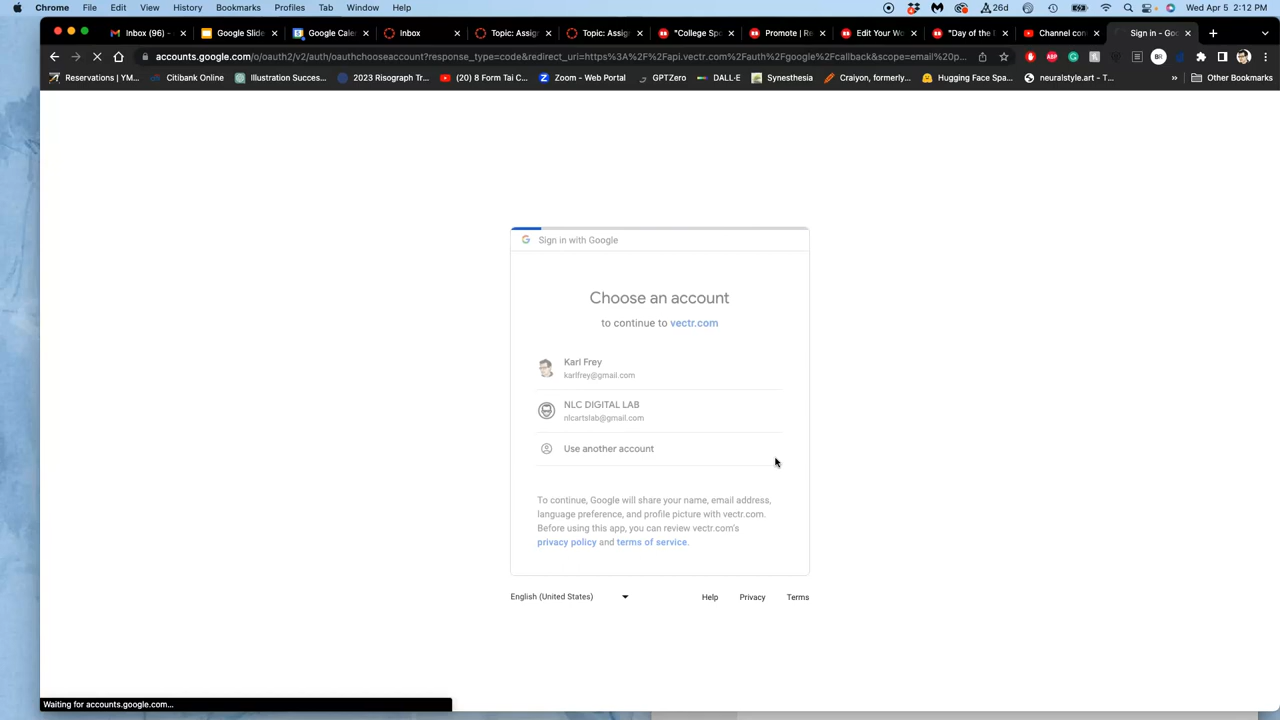 Chrome File Edit View History Bookmarks Profiles Tab Window Help 26d Wed Apr 5 2:12 PM
Inbox (96) - Google Slide Google Cale Inbox Topic: Assig Topic: Assig "College Spo Promote | Re Edit Your Wo "Day of the Channel con Sign in - Goo
accounts.google.com/o/oauth2/v2/auth/oauthchooseaccount?response_type=code&redirect_uri=https%3A%2F%2Fapi.vectr.com%2Fauth%2Fgoogle%2Fcallback&scope=email%20p...
Reservations | YM... Citibank Online Illustration Succes... 2023 Risograph Tr... (20) 8 Form Tai C... Zoom - Web Portal GPTZero DALL·E Synesthesia Craiyon, formerly... Hugging Face Spa... neuralstyle.art - T... » Other Bookmarks
Sign in with Google
Choose an account
to continue to vectr.com
Karl Frey
karlfrey@gmail.com
NLC DIGITAL LAB
nlcartslab@gmail.com
Use another account
To continue, Google will share your name, email address,
language preference, and profile picture with vectr.com.
Before using this app, you can review vectr.com's
privacy policy and terms of service.
English (United States) Help Privacy Terms
Waiting for accounts.google.com...